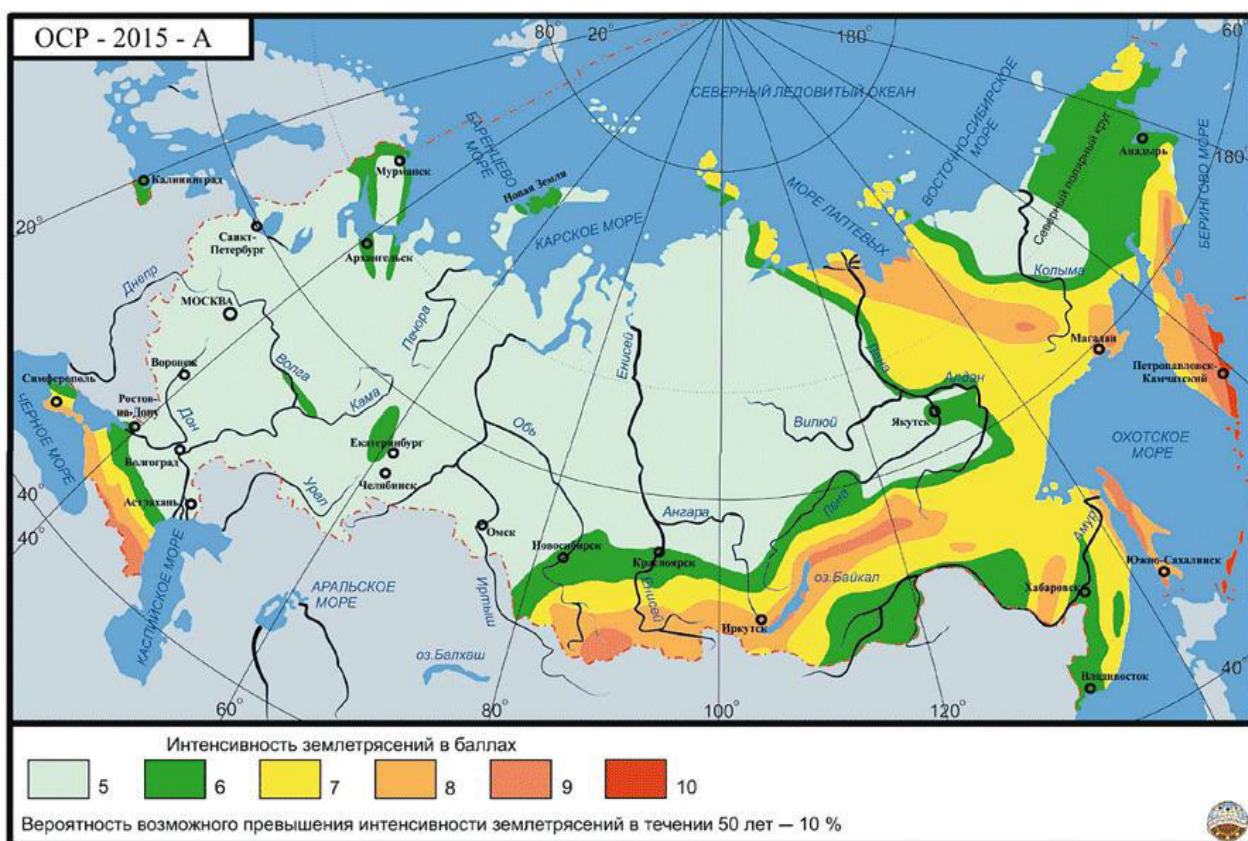 ОСР - 2015 - А
80°
20°
180°
60°
СЕВЕРНЫЙ ЛЕДОВИТЫЙ ОКЕАН
БАРЕНЦЕВО
МОРЕ
ВОСТОЧНО-СИБИРСКОЕ
МОРЕ
Северный полярный круг
Анадырь
180°
БЕРИНГОВО МОРЕ
Калининград
Мурманск
Новая Земля
МОРЕ ЛАПТЕВЫХ
КАРСКОЕ МОРЕ
20°
Санкт-
Петербург
Архангельск
Колыма
Днепр
МОСКВА
Печора
Енисей
Лена
Магадан
Петропавловск-
Камчатский
Воронеж
Волга
Кама
Алдан
Симферополь
Ростов-
на-Дону
Дон
Обь
Вилюй
Якутск
ЧЕРНОЕ МОРЕ
Екатеринбург
ОХОТСКОЕ
МОРЕ
Волгоград
Челябинск
Урал
Лена
40°
Астрахань
Ангара
Амур
40°
Омск
Новосибирск
Красноярск
оз.Байкал
Южно-Сахалинск
КАСПИЙСКОЕ МОРЕ
АРАЛЬСКОЕ
МОРЕ
Иртыш
Енисей
Хабаровск
Иркутск
оз.Балхаш
40°
Владивосток
60°
80°
100°
120°
Интенсивность землетрясений в баллах
5 6 7 8 9 10
Вероятность возможного превышения интенсивности землетрясений в течении 50 лет — 10 %